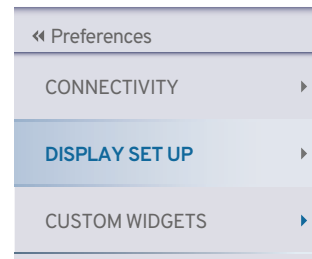 Preferences
CONNECTIVITY
DISPLAY SET UP
CUSTOM WIDGETS